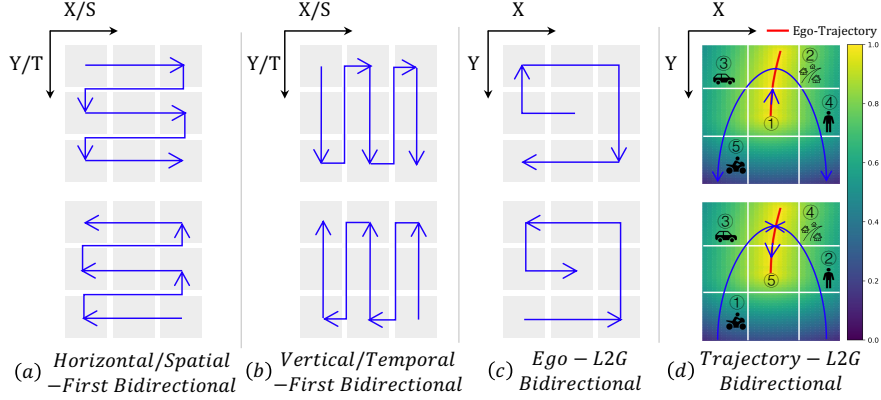 X/S
Y/T
X/S
Y/T
X
Y
X
Y
Ego-Trajectory
③
②
④
①
⑤
1.0
0.8
0.6
0.4
0.2
0.0
③
④
②
⑤
①
(a) Horizontal/Spatial
−First Bidirectional
(b) Vertical/Temporal
−First Bidirectional
(c) Ego − L2G
Bidirectional
(d) Trajectory − L2G
Bidirectional